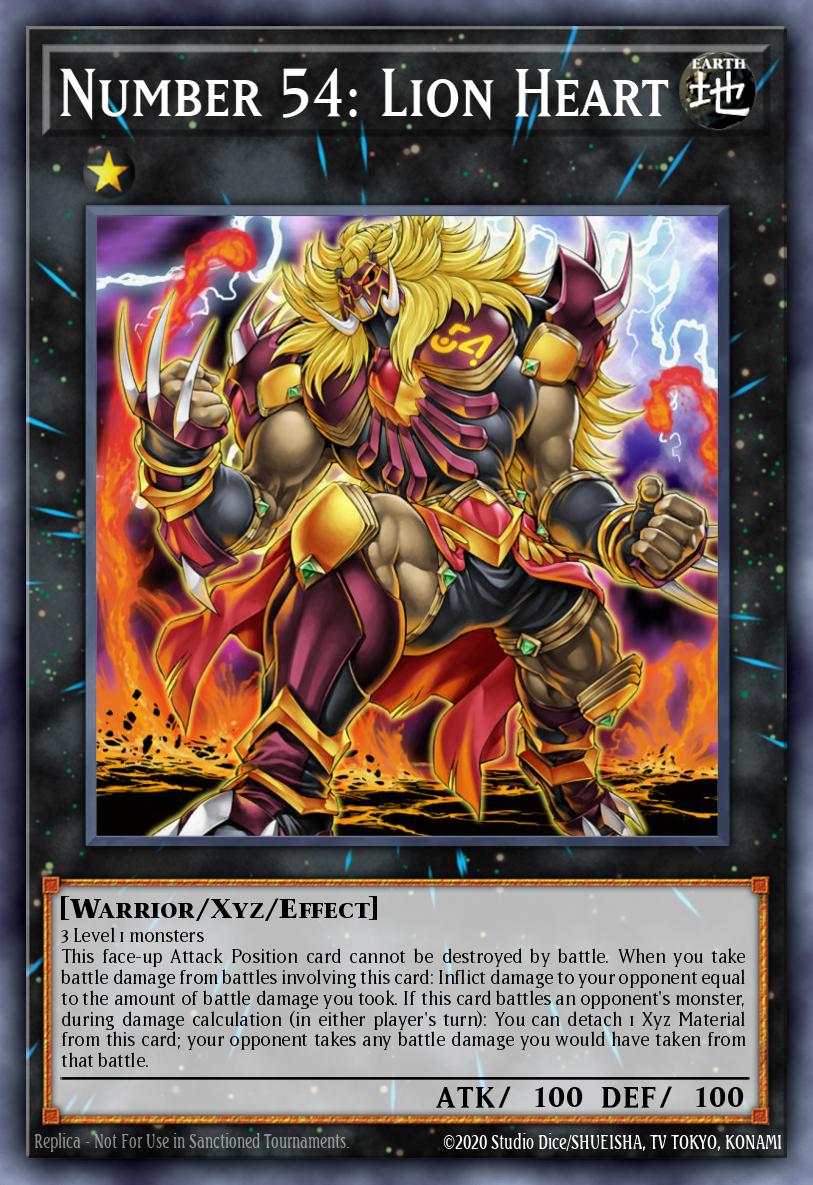 Number 54: Lion Heart
EARTH
地
54
[Warrior/Xyz/Effect]
3 Level 1 monsters
This face-up Attack Position card cannot be destroyed by battle. When you take
battle damage from battles involving this card: Inflict damage to your opponent equal
to the amount of battle damage you took. If this card battles an opponent's monster,
during damage calculation (in either player's turn): You can detach 1 Xyz Material
from this card; your opponent takes any battle damage you would have taken from
that battle.
ATK/ 100 DEF/ 100
Replica - Not For Use in Sanctioned Tournaments.
©2020 Studio Dice/SHUEISHA, TV TOKYO, KONAMI